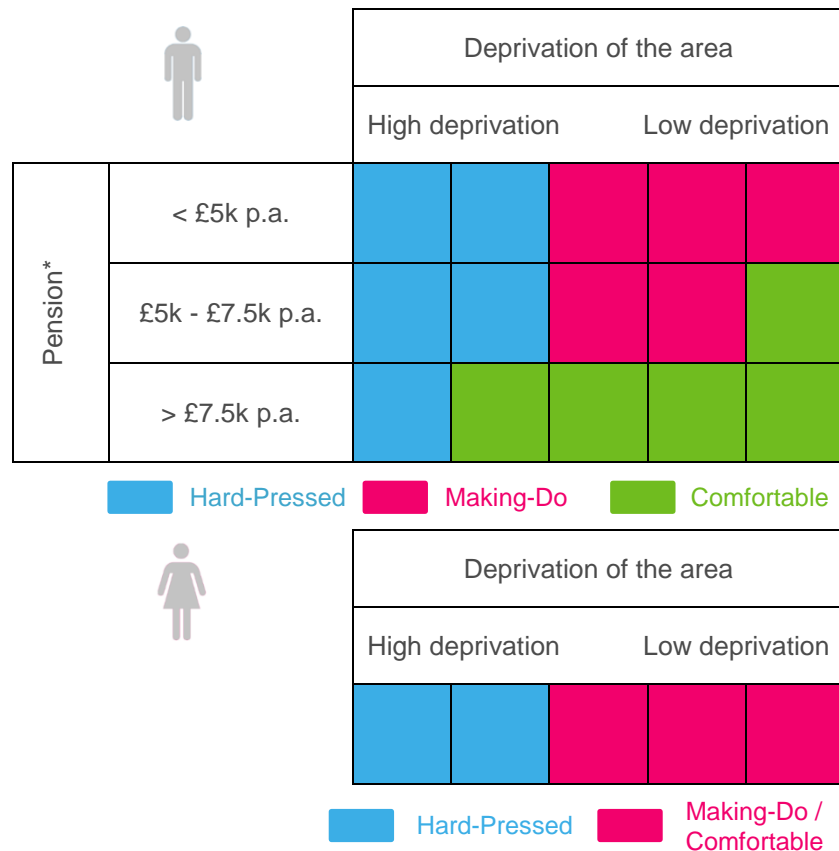 Deprivation of the area
High deprivation Low deprivation
Pension*
< £5k p.a.
£5k - £7.5k p.a.
> £7.5k p.a.
Hard-Pressed Making-Do Comfortable
Deprivation of the area
High deprivation Low deprivation
Hard-Pressed Making-Do /
Comfortable